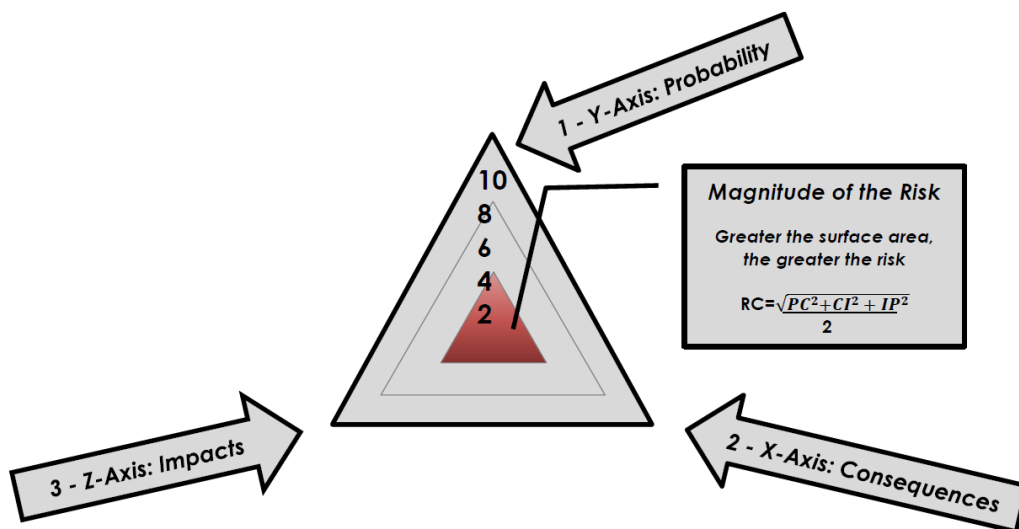 1 - Y-Axis: Probability
10
8
6
4
2
Magnitude of the Risk
Greater the surface area,
the greater the risk
RC=√PC²+CI² + IP²
2
3 - Z-Axis: Impacts
2 - X-Axis: Consequences